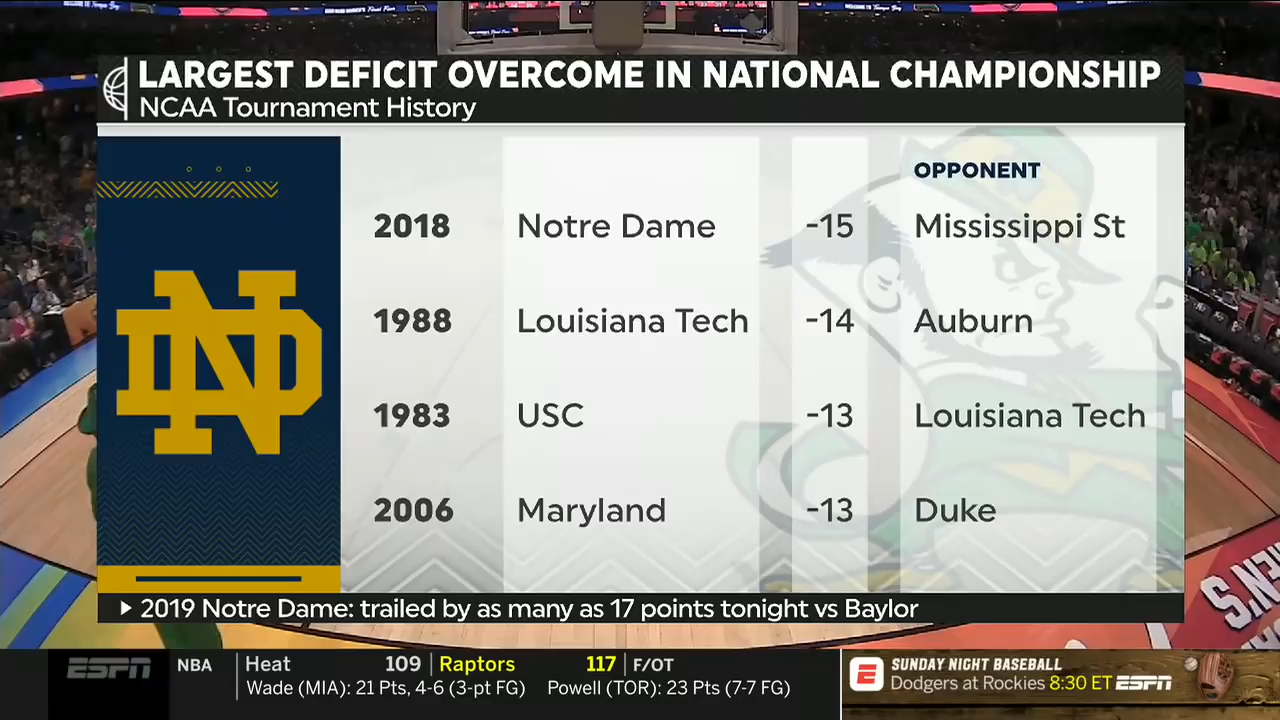 LARGEST DEFICIT OVERCOME IN NATIONAL CHAMPIONSHIP
NCAA Tournament History
OPPONENT
2018 Notre Dame -15 Mississippi St
1988 Louisiana Tech -14 Auburn
1983 USC -13 Louisiana Tech
2006 Maryland -13 Duke
ND
2019 Notre Dame: trailed by as many as 17 points tonight vs Baylor
ESPN NBA Heat 109 Raptors 117 F/OT
Wade (MIA): 21 Pts, 4-6 (3-pt FG) Powell (TOR): 23 Pts (7-7 FG)
E SUNDAY NIGHT BASEBALL
Dodgers at Rockies 8:30 ET ESPN